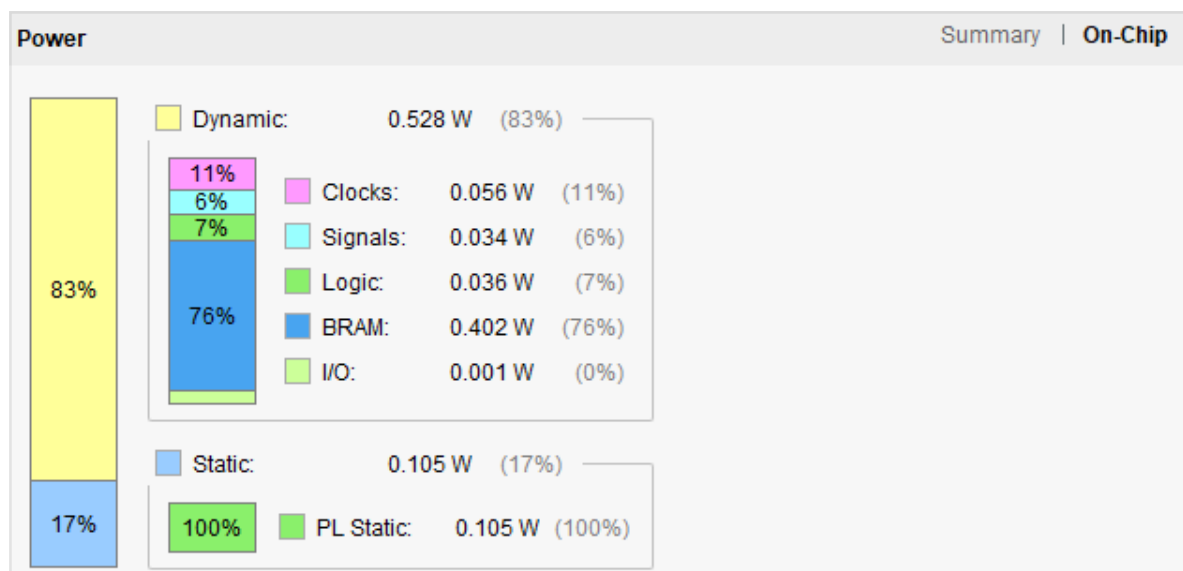 Power Summary | On-Chip
Dynamic: 0.528 W (83%)
11%
Clocks: 0.056 W (11%)
6%
7%
Signals: 0.034 W (6%)
Logic: 0.036 W (7%)
83%
76%
BRAM: 0.402 W (76%)
I/O: 0.001 W (0%)
Static: 0.105 W (17%)
17%
100%
PL Static: 0.105 W (100%)